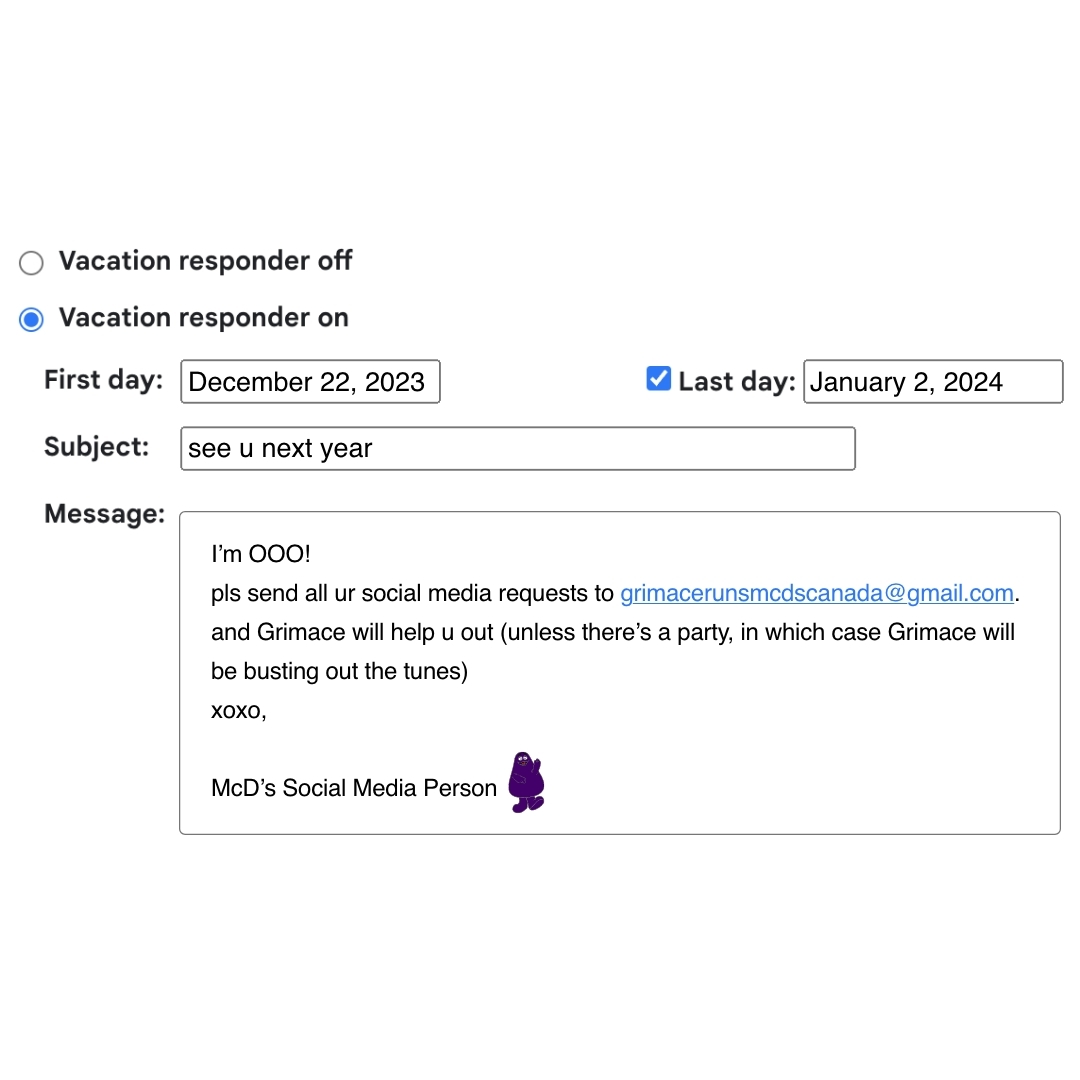 Vacation responder off
Vacation responder on
First day: December 22, 2023 Last day: January 2, 2024
Subject: see u next year
Message:
I’m OOO!
pls send all ur social media requests to grimacerunsmcdscanada@gmail.com.
and Grimace will help u out (unless there’s a party, in which case Grimace will
be busting out the tunes)
xoxo,
McD’s Social Media Person